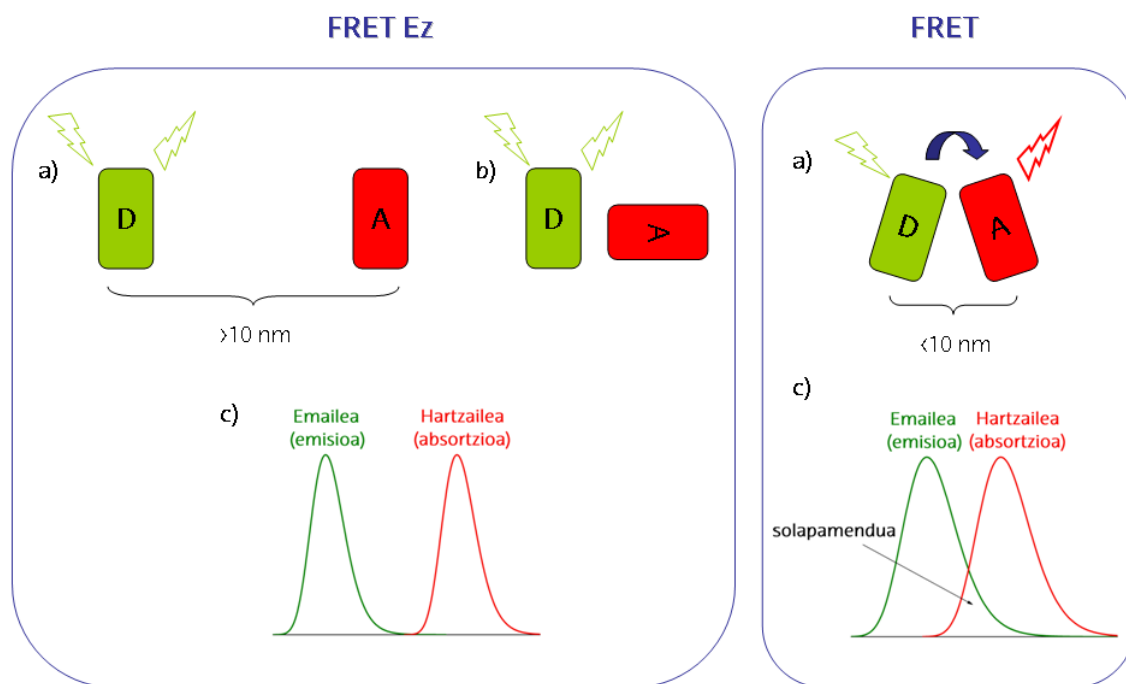 FRET Ez
a)
D
A
>10 nm
b)
D
A
c)
Emailea
(emisioa)
Hartzailea
(absortzioa)
FRET
a)
D
A
<10 nm
c)
Emailea
(emisioa)
Hartzailea
(absortzioa)
solapamendua